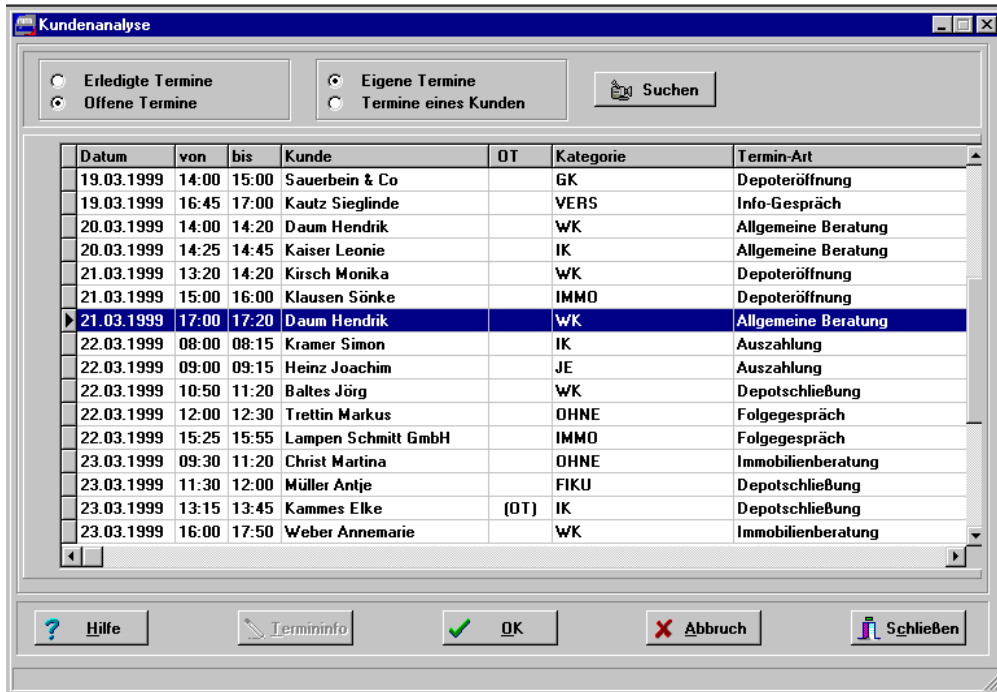 Kundenanalyse
Erledigte Termine Eigene Termine
Offene Termine Termine eines Kunden
Suchen
Datum von bis Kunde OT Kategorie Termin-Art
19.03.1999 14:00 15:00 Sauerbein & Co GK Depoteröffnung
19.03.1999 16:45 17:00 Kautz Sieglinde VERS Info-Gespräch
20.03.1999 14:00 14:20 Daum Hendrik WK Allgemeine Beratung
20.03.1999 14:25 14:45 Kaiser Leonie IK Allgemeine Beratung
21.03.1999 13:20 14:20 Kirsch Monika WK Depoteröffnung
21.03.1999 15:00 16:00 Klausen Sönke IMMO Depoteröffnung
21.03.1999 17:00 17:20 Daum Hendrik WK Allgemeine Beratung
22.03.1999 08:00 08:15 Kramer Simon IK Auszahlung
22.03.1999 09:00 09:15 Heinz Joachim JE Auszahlung
22.03.1999 10:50 11:20 Baltes Jörg WK Depotschließung
22.03.1999 12:00 12:30 Trettin Markus OHNE Folgegespräch
22.03.1999 15:25 15:55 Lampen Schmitt GmbH IMMO Folgegespräch
23.03.1999 09:30 11:20 Christ Martina OHNE Immobilienberatung
23.03.1999 11:30 12:00 Müller Antje FIKU Depotschließung
23.03.1999 13:15 13:45 Kammes Elke (OT) IK Depotschließung
23.03.1999 16:00 17:50 Weber Annemarie WK Immobilienberatung
Hilfe Termininfo OK Abbruch Schließen